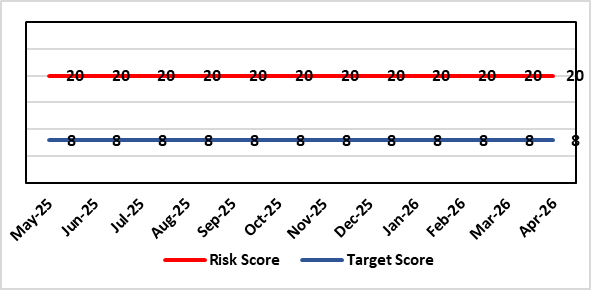 20 20 20 20 20 20 20 20 20 20 20 20
8 8 8 8 8 8 8 8 8 8 8 8
May-25 Jun-25 Jul-25 Aug-25 Sep-25 Oct-25 Nov-25 Dec-25 Jan-26 Feb-26 Mar-26 Apr-26
Risk Score Target Score